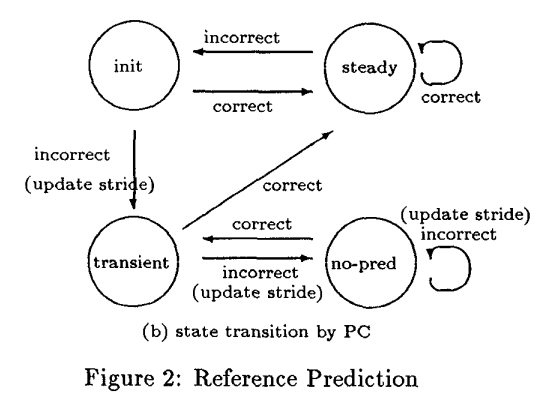 incorrect
init
steady
correct
correct
incorrect
(update stride)
correct
(update stride)
correct
incorrect
transient
no-pred
incorrect
(update stride)
(b) state transition by PC
Figure 2: Reference Prediction